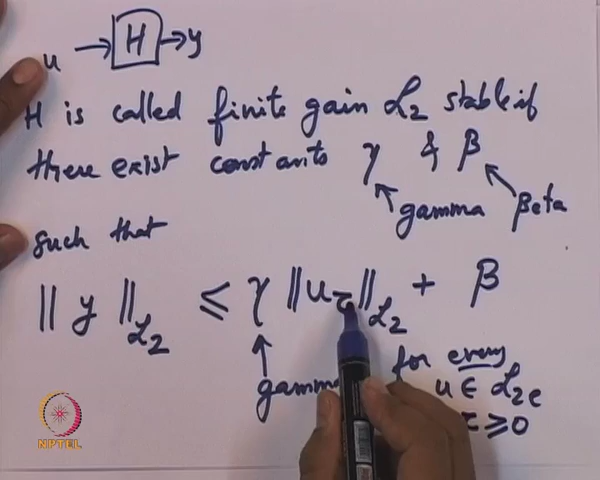 u → H → y
H is called finite gain ℒ₂ stable if
there exist constants γ & β
gamma beta
such that
‖ y ‖ℒ₂ ≤ γ ‖u_τ‖ℒ₂ + β
for every
gamma u ∈ ℒ₂e
τ ≥ 0
NPTEL